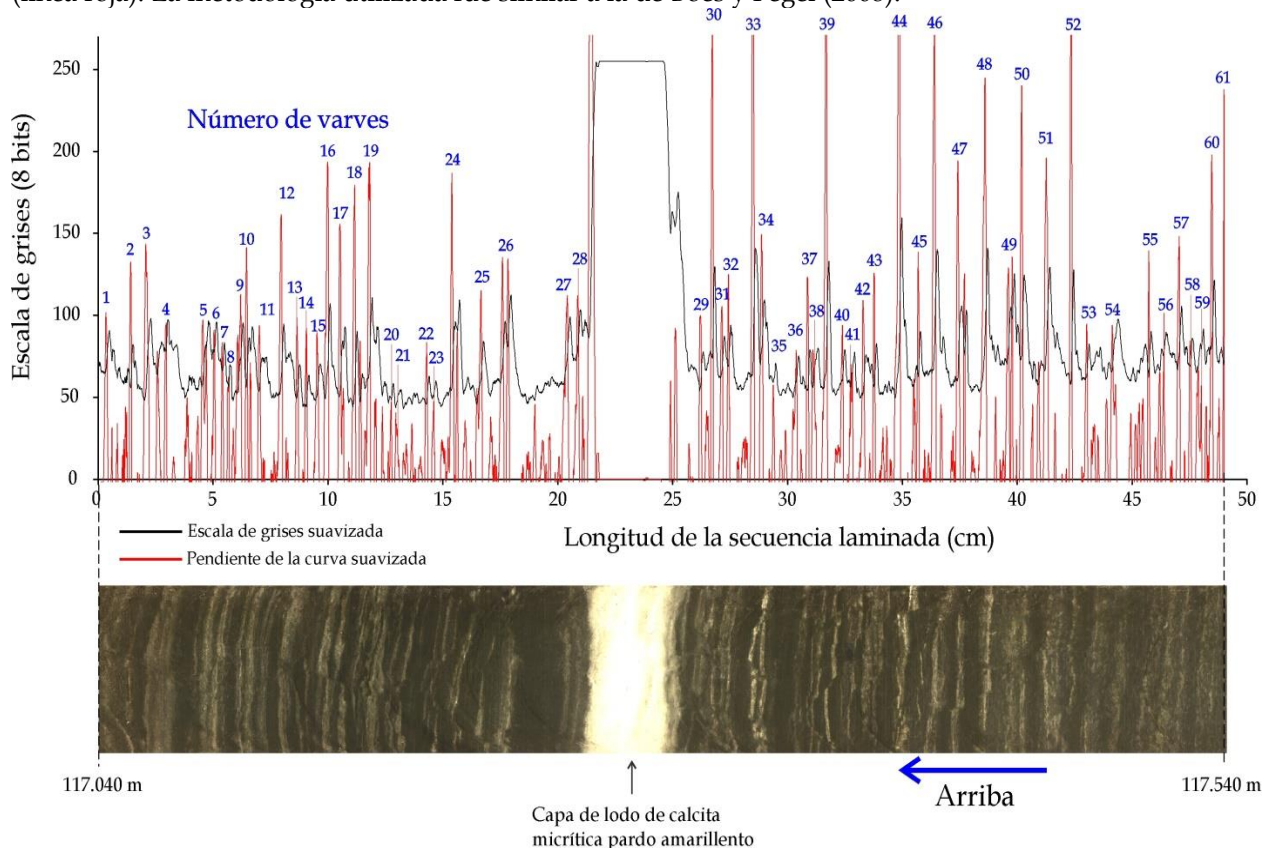 (línea roja). La metodología utilizada fue similar a la de Boës y Fagel (2008).
30 33 39 44 46 52
250
48 50 61
Escala de grises (8 bits)
Número de varves
200
16 18 19 24 47 51 60
12 17
150
2 3 10 26 34 45 55 57
1 9 13 25 27 28 32 37 43 49 58
100
4 5 6 7 8 11 14 15 20 21 22 23 29 31 35 36 38 40 41 42 53 54 56 59
50
0
0 5 10 15 20 25 30 35 40 45 50
Escala de grises suavizada
Pendiente de la curva suavizada
Longitud de la secuencia laminada (cm)
117.040 m
117.540 m
Arriba
Capa de lodo de calcita
micrítica pardo amarillento